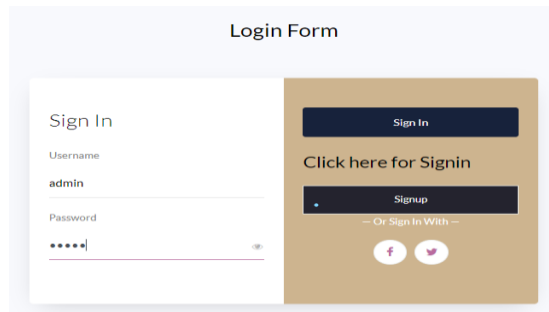 Login Form
Sign In
Username
admin
Password
•••••
Sign In
Click here for Signin
Signup
— Or Sign In With —